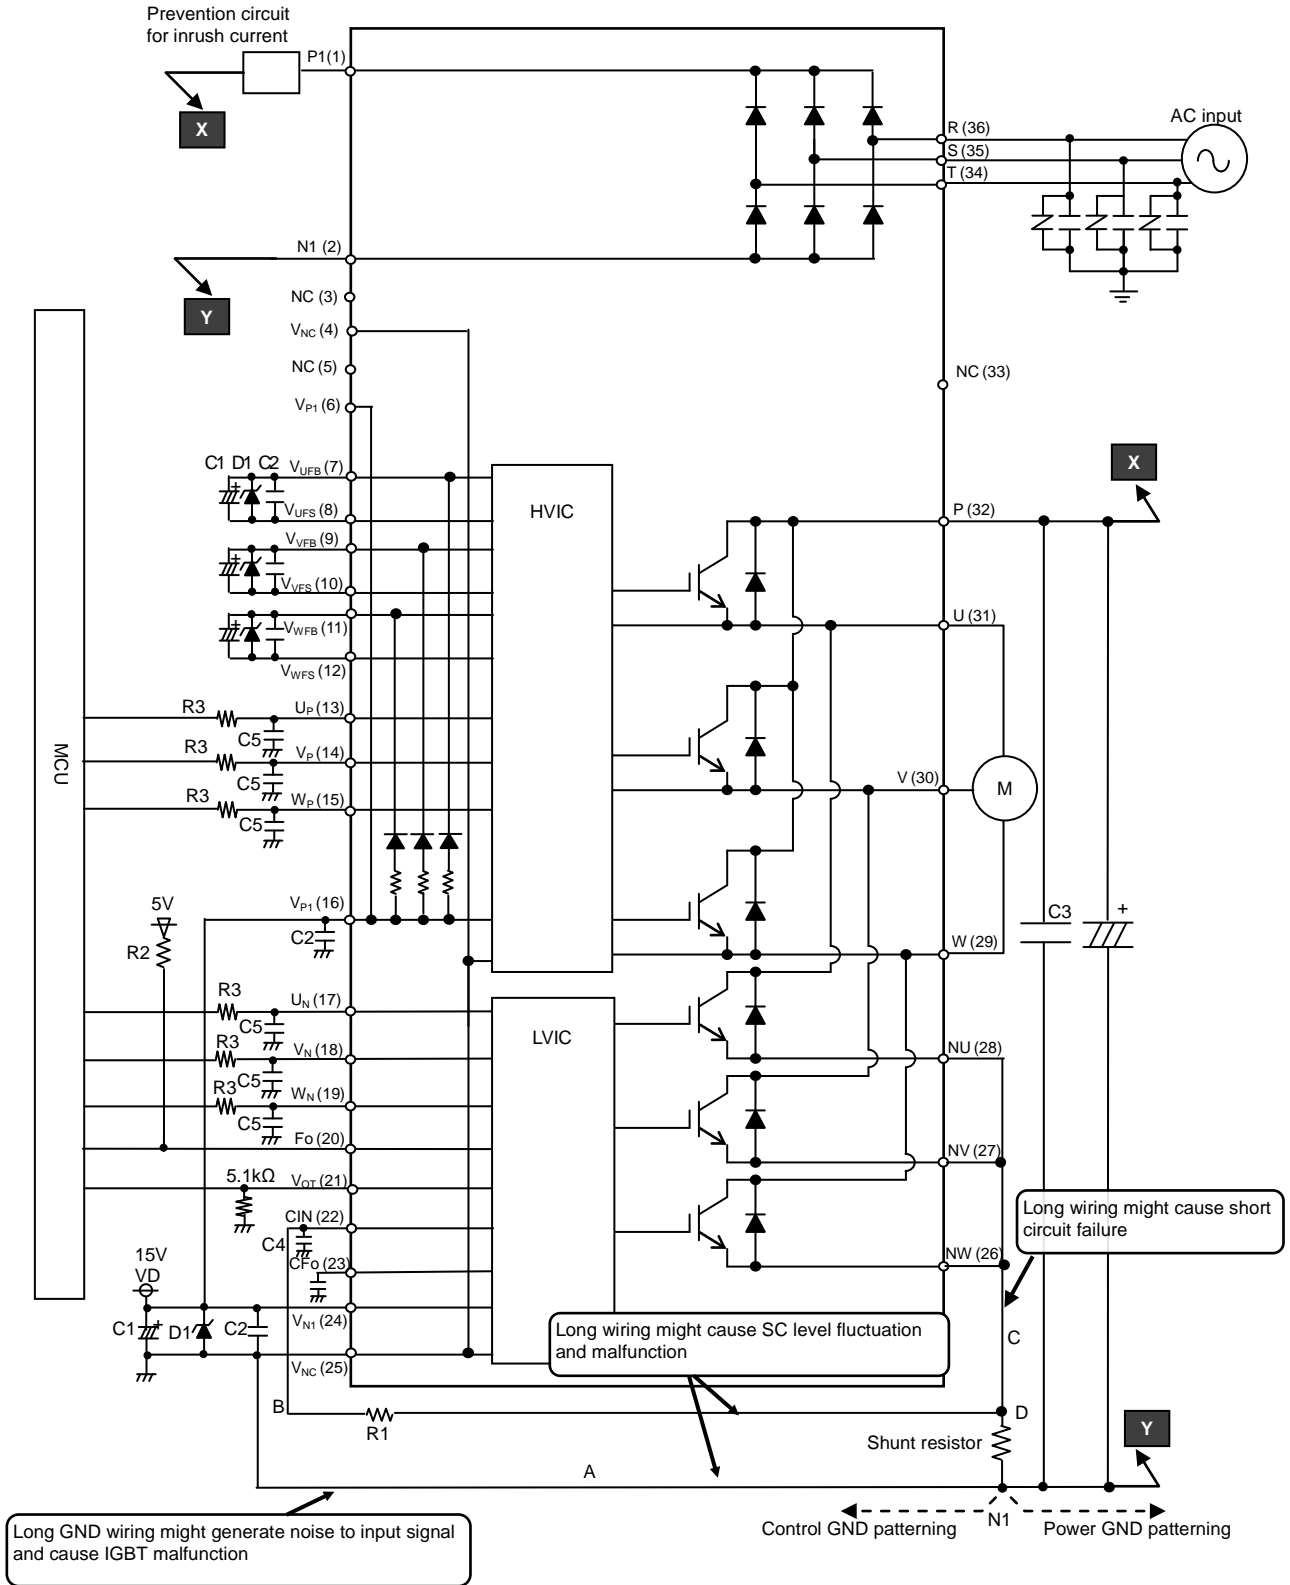 Prevention circuit
for inrush current
P1(1)
X
R (36)
S (35)
T (34)
AC input
N1 (2)
Y
NC (3)
VNC (4)
NC (5)
VP1 (6)
NC (33)
C1 D1 C2
VUFB (7)
VUFS (8)
VVFB (9)
VVFS (10)
VWFB (11)
VWFS (12)
HVIC
X
P (32)
U (31)
MCU
R3
UP (13)
C5
R3
VP (14)
C5
R3
WP (15)
C5
V (30)
M
5V
R2
VP1 (16)
C2
W (29)
C3
+
R3
UN (17)
C5
R3
VN (18)
C5
R3
WN (19)
C5
Fo (20)
LVIC
NU (28)
NV (27)
NW (26)
5.1kΩ
VOT (21)
CIN (22)
C4
CFo (23)
15V
VD
C1
D1
C2
VN1 (24)
VNC (25)
Long wiring might cause short
circuit failure
Long wiring might cause SC level fluctuation
and malfunction
C
B
R1
D
Shunt resistor
Y
A
N1
Control GND patterning
Power GND patterning
Long GND wiring might generate noise to input signal
and cause IGBT malfunction